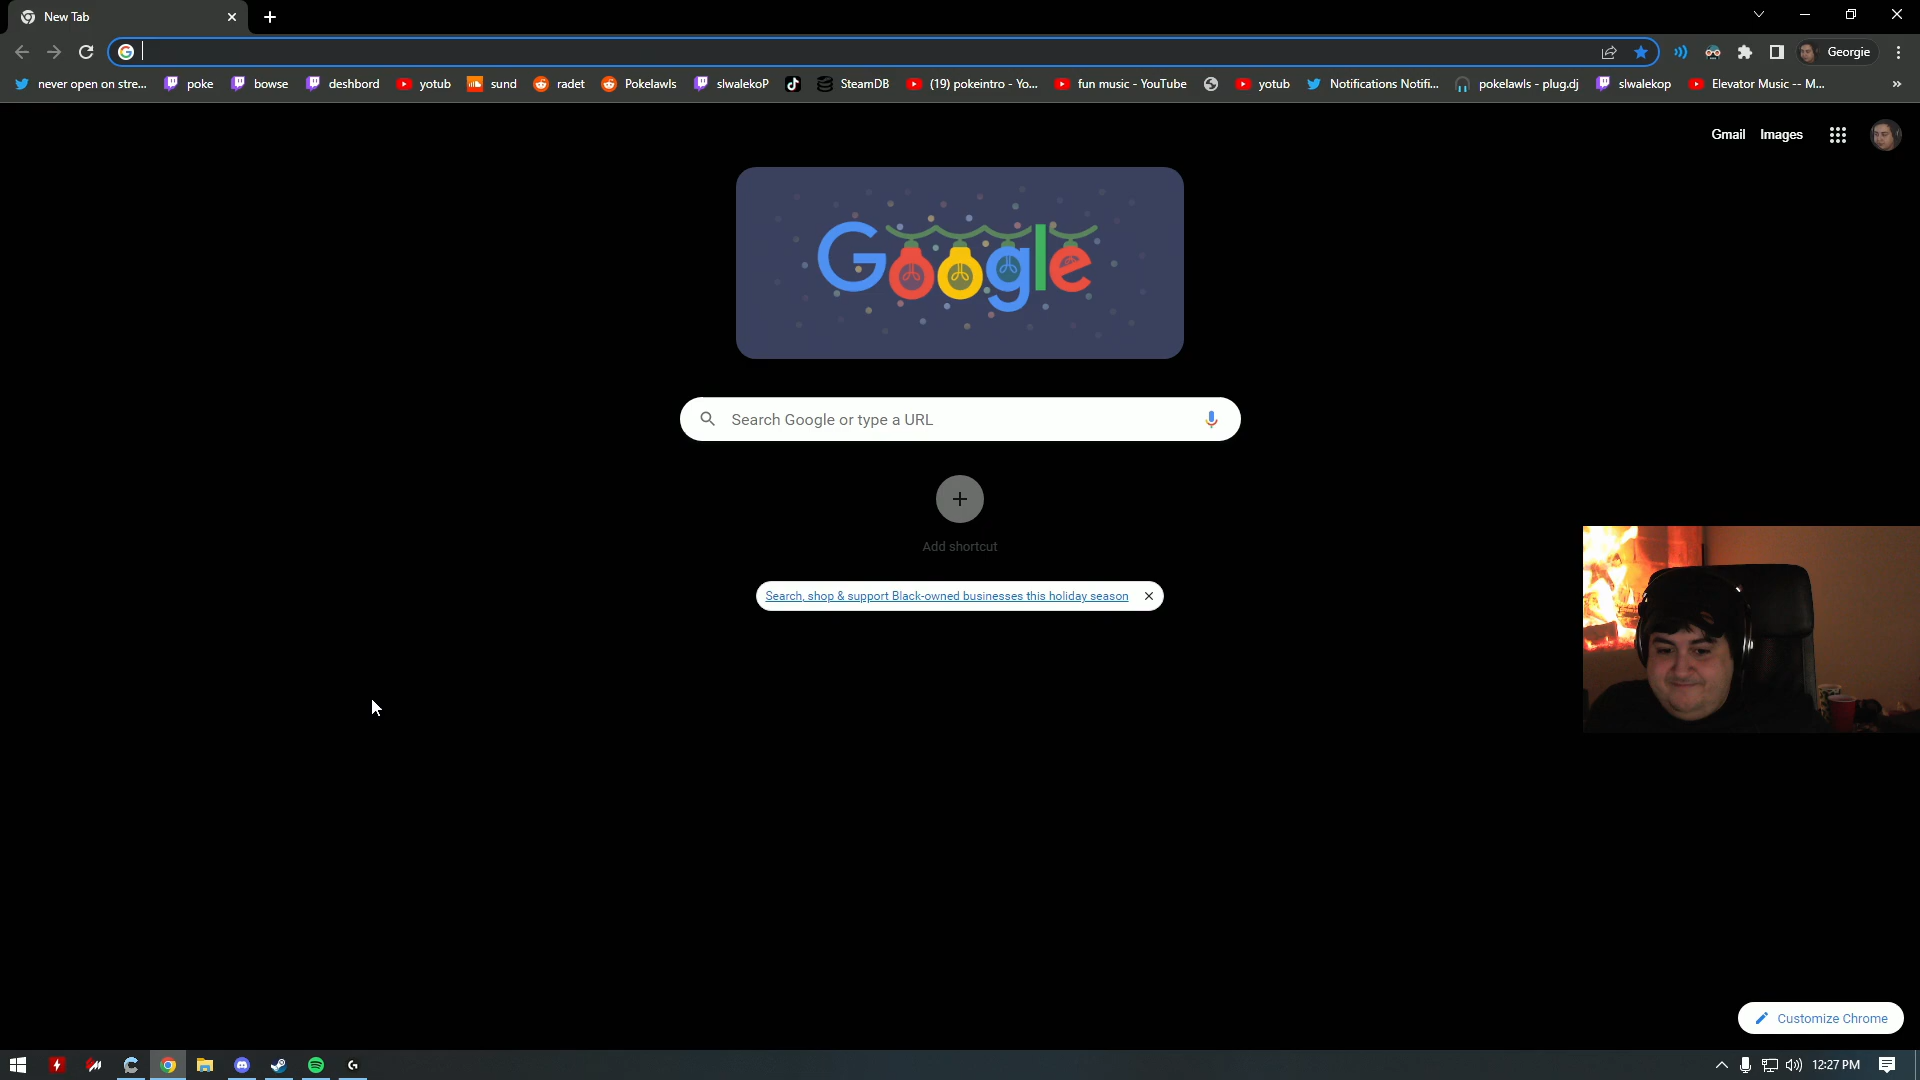 New Tab
Georgie
never open on stre... poke bowse deshbord yotub sund radet Pokelawls slwalekoP SteamDB (19) pokeintro - Yo... fun music - YouTube yotub Notifications Notifi... pokelawls - plug.dj slwalekop Elevator Music -- M... »
Gmail Images
Google
Search Google or type a URL
Add shortcut
Search, shop & support Black-owned businesses this holiday season
Customize Chrome
12:27 PM